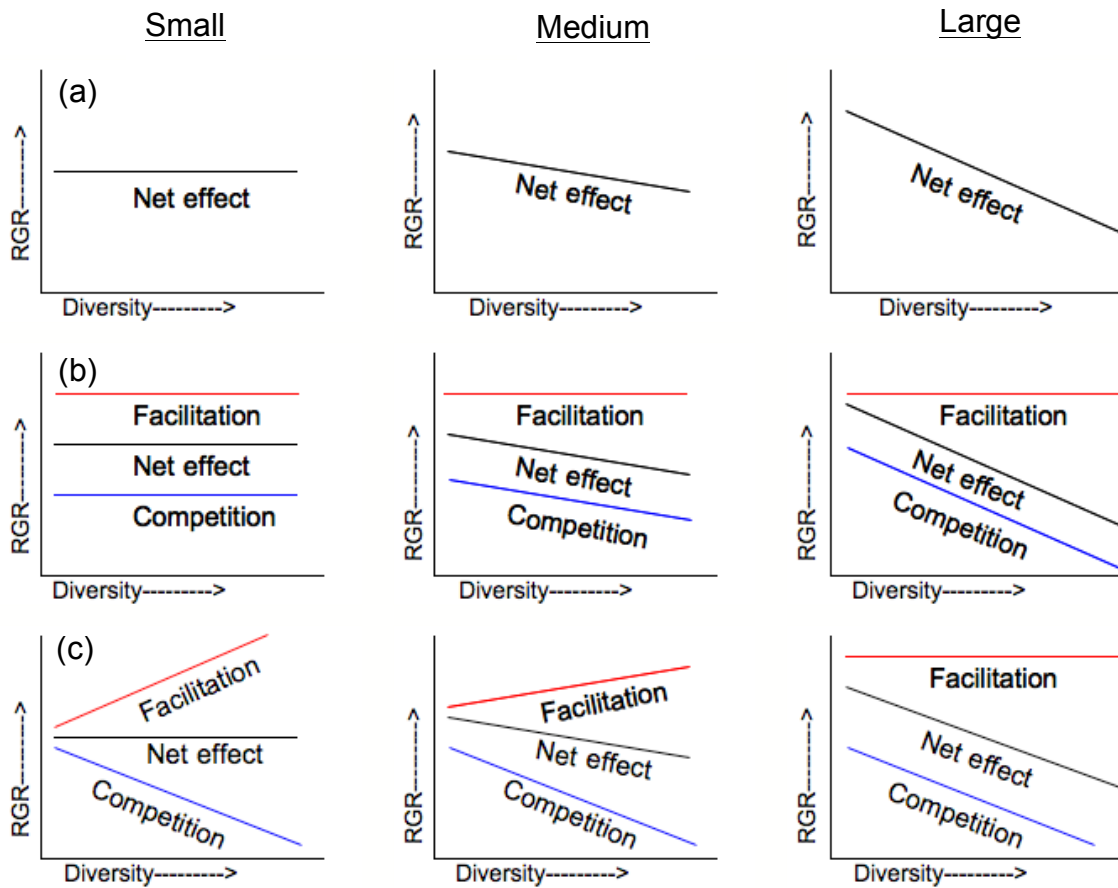 Small
Medium
Large
(a)
RGR--------->
Net effect
Diversity--------->
RGR--------->
Net effect
Diversity--------->
RGR--------->
Net effect
Diversity--------->
(b)
RGR--------->
Facilitation
Net effect
Competition
Diversity--------->
RGR--------->
Facilitation
Net effect
Competition
Diversity--------->
RGR--------->
Facilitation
Net effect
Competition
Diversity--------->
(c)
RGR--------->
Facilitation
Net effect
Competition
Diversity--------->
RGR--------->
Facilitation
Net effect
Competition
Diversity--------->
RGR--------->
Facilitation
Net effect
Competition
Diversity--------->